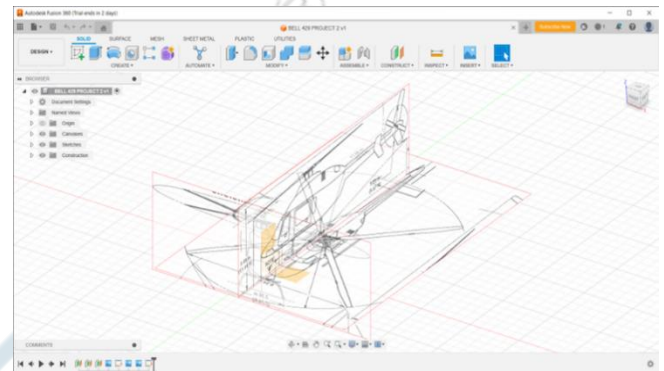 Autodesk Fusion 360 (Trial ends in 2 days)
BELL 429 PROJECT 2 v1
SOLID SURFACE MESH SHEET METAL PLASTIC UTILITIES
DESIGN
CREATE AUTOMATE MODIFY ASSEMBLE CONSTRUCT INSPECT INSERT SELECT
BROWSER
BELL 429 PROJECT 2 v1
Document Settings
Named Views
Origin
Canvases
Sketches
Construction
COMMENTS